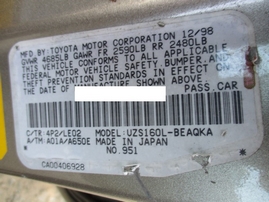 MFD BY: TOYOTA MOTOR CORPORATION 12/98
GVWR 4685LB GAWR FR 2590LB RR 2480LB
THIS VEHICLE CONFORMS TO ALL APPLICABLE
FEDERAL MOTOR VEHICLE SAFETY, BUMPER, AND
THEFT PREVENTION STANDARDS IN EFFECT ON
THE DATE OF MANUFACTURE
PASS. CAR
C/TR: 4P2/LE02 MODEL: UZS160L-BEAQKA
A/TM: A01A/A650E MADE IN JAPAN
NO. 951
CA00406928